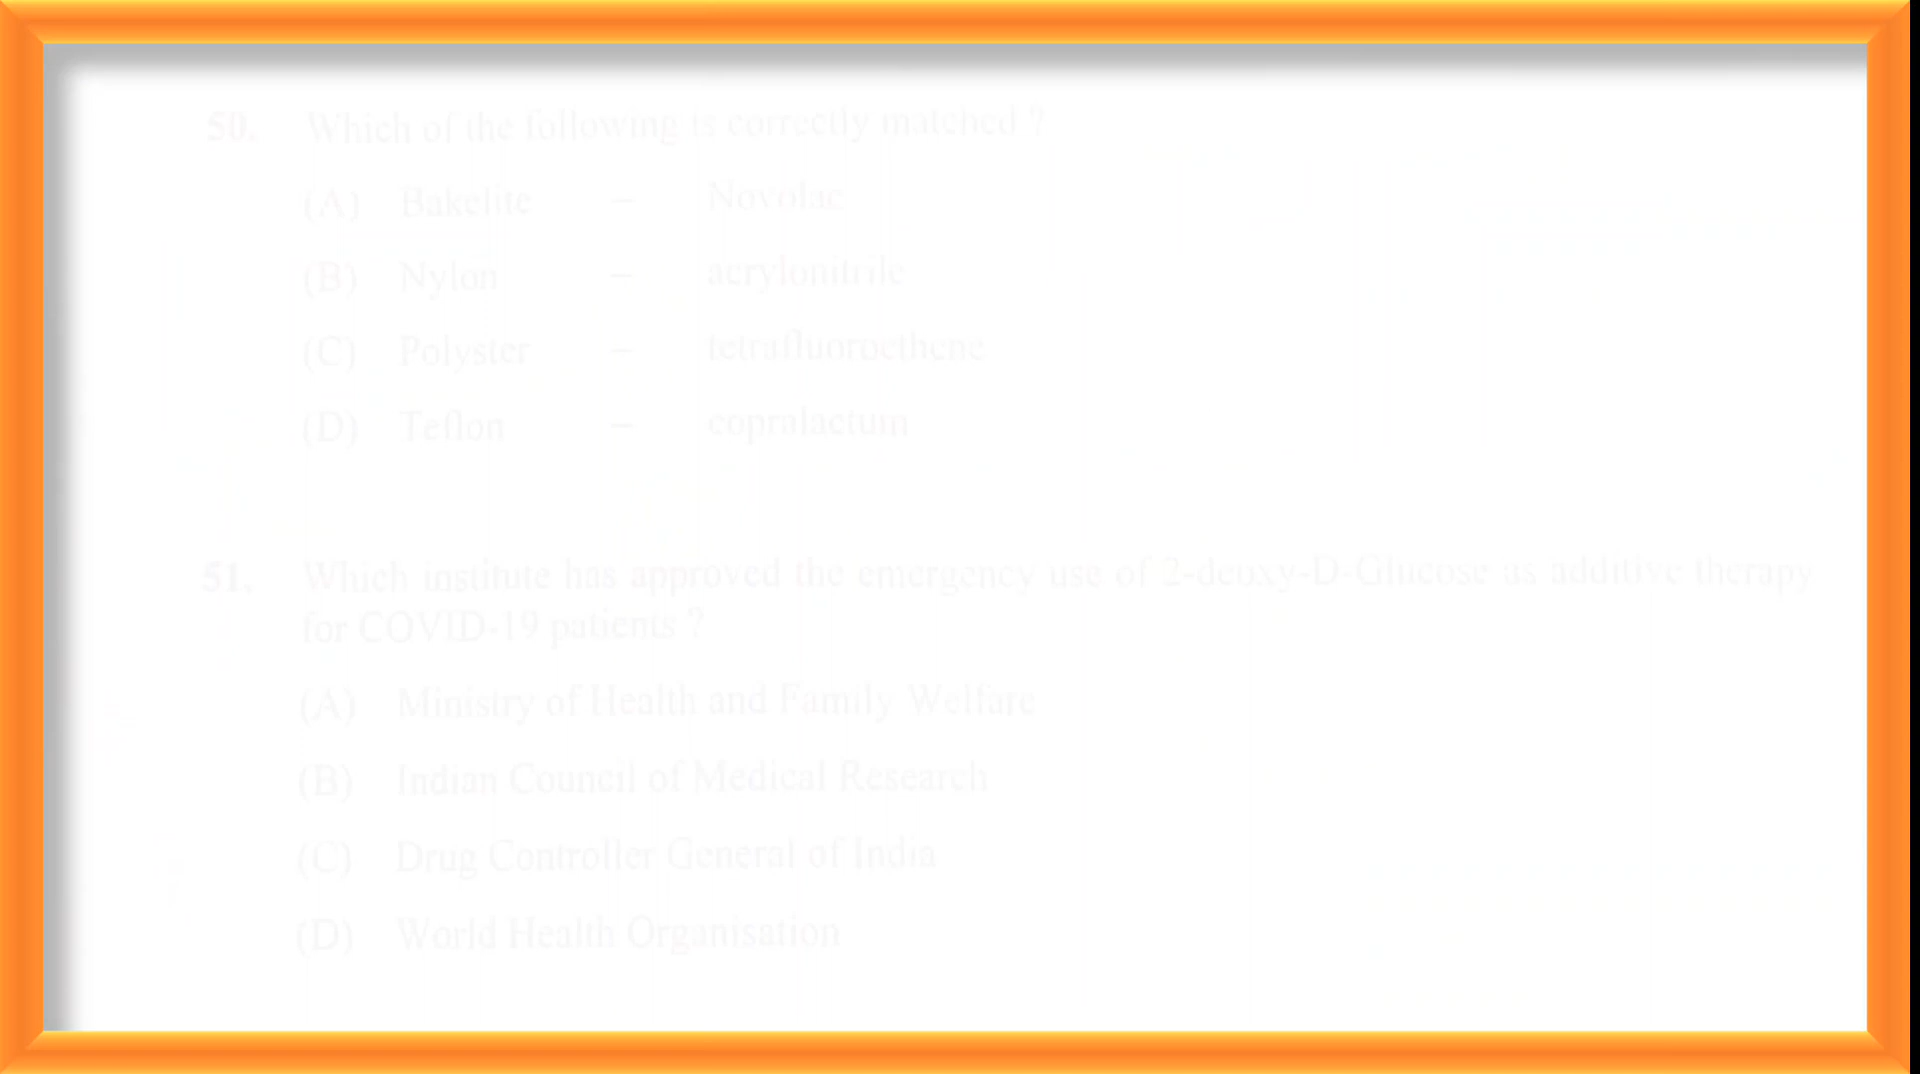 50. Which of the following is correctly matched ?
(A) Bakelite – Novolac
(B) Nylon – acrylonitrile
(C) Polyster – tetrafluoroethene
(D) Teflon – copralactum
51. Which institute has approved the emergency use of 2-deoxy-D-Glucose as additive therapy
for COVID-19 patients ?
(A) Ministry of Health and Family Welfare
(B) Indian Council of Medical Research
(C) Drug Controller General of India
(D) World Health Organisation